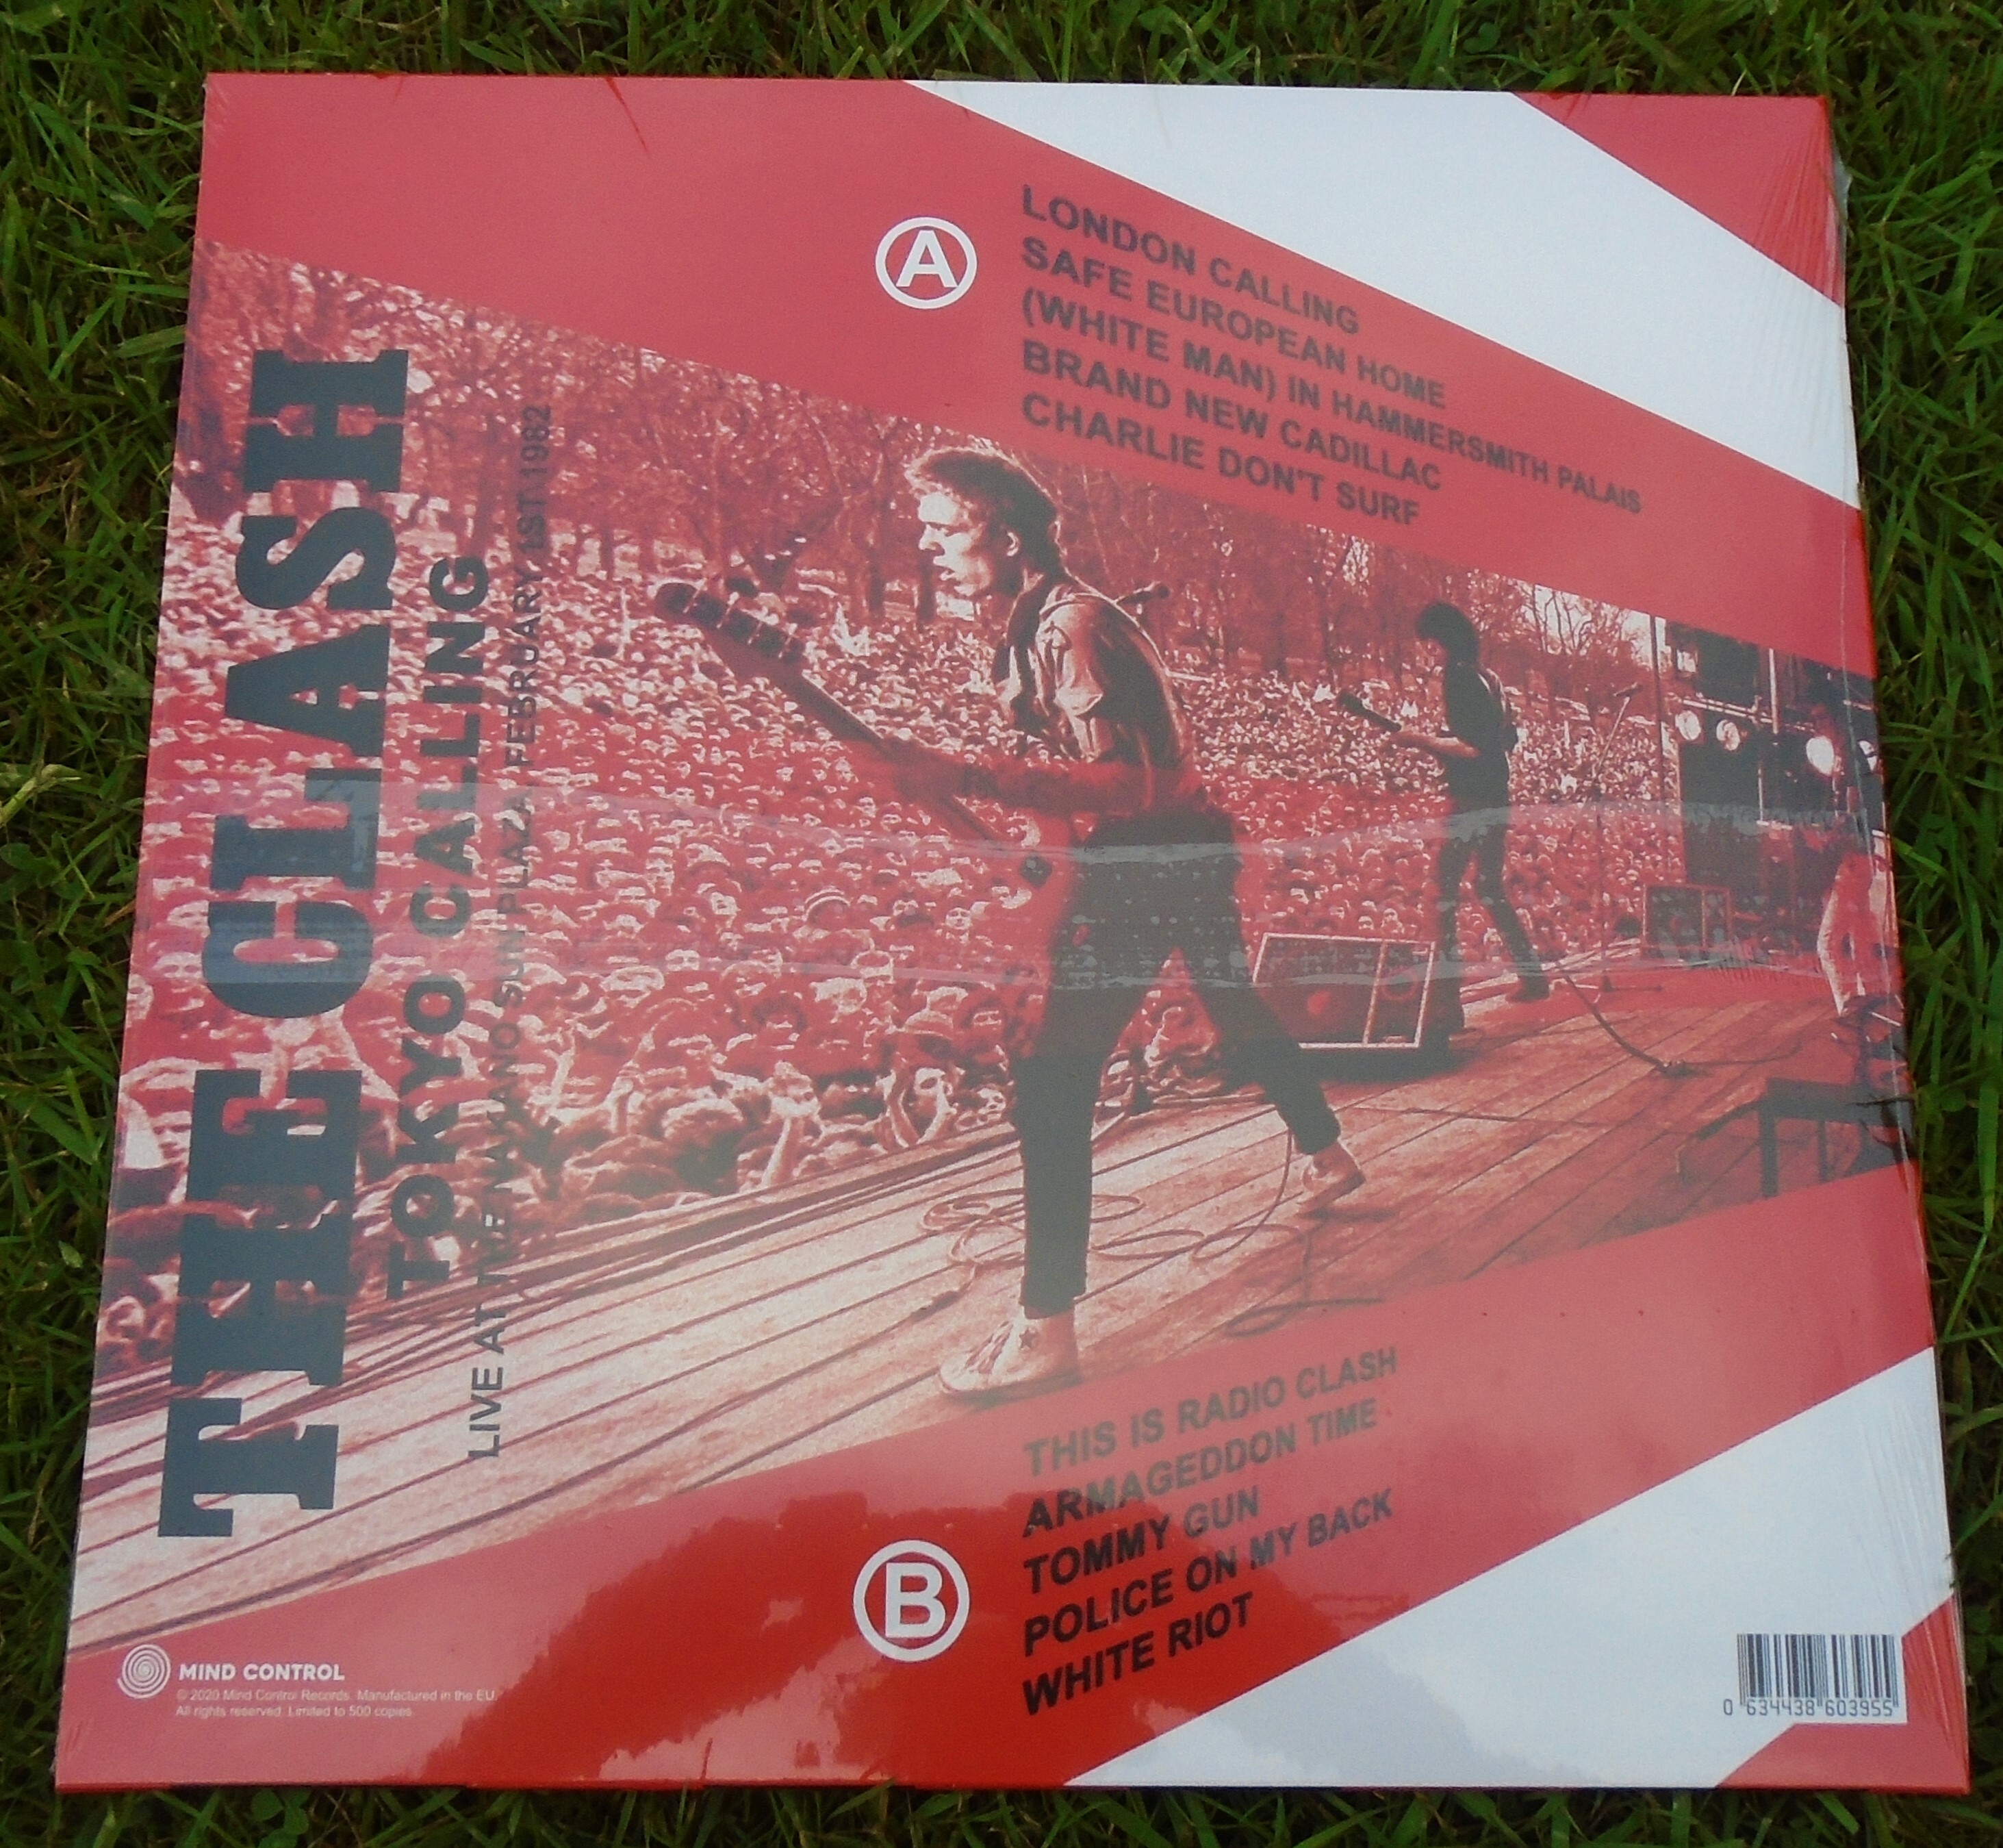 THE CLASH
TOKYO CALLING
LIVE AT THE NAKANO SUN PLAZA, FEBRUARY 1ST 1982
A
LONDON CALLING
SAFE EUROPEAN HOME
(WHITE MAN) IN HAMMERSMITH PALAIS
BRAND NEW CADILLAC
CHARLIE DON'T SURF
B
THIS IS RADIO CLASH
ARMAGEDDON TIME
TOMMY GUN
POLICE ON MY BACK
WHITE RIOT
MIND CONTROL
© 2020 Mind Control Records. Manufactured in the EU.
All rights reserved. Limited to 500 copies.
0 634438 603955